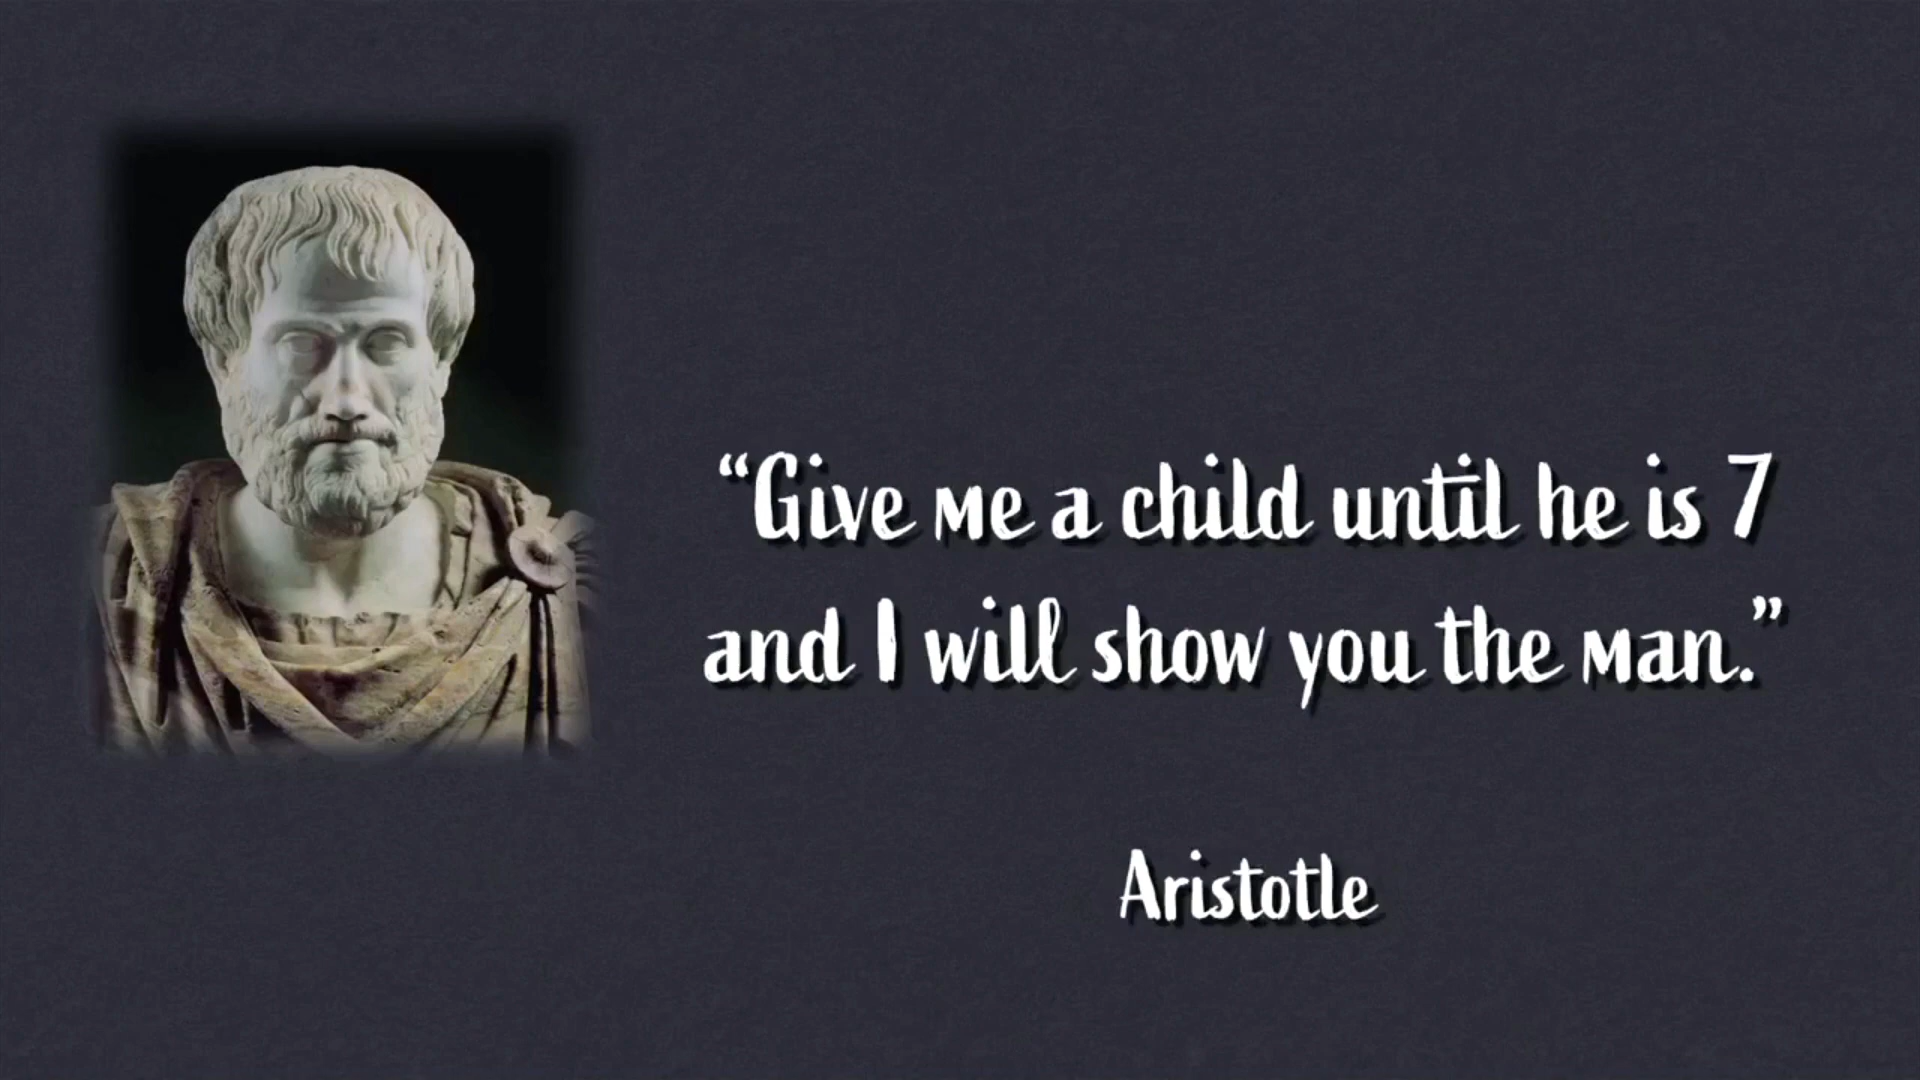 “Give me a child until he is 7
and I will show you the man.”
Aristotle